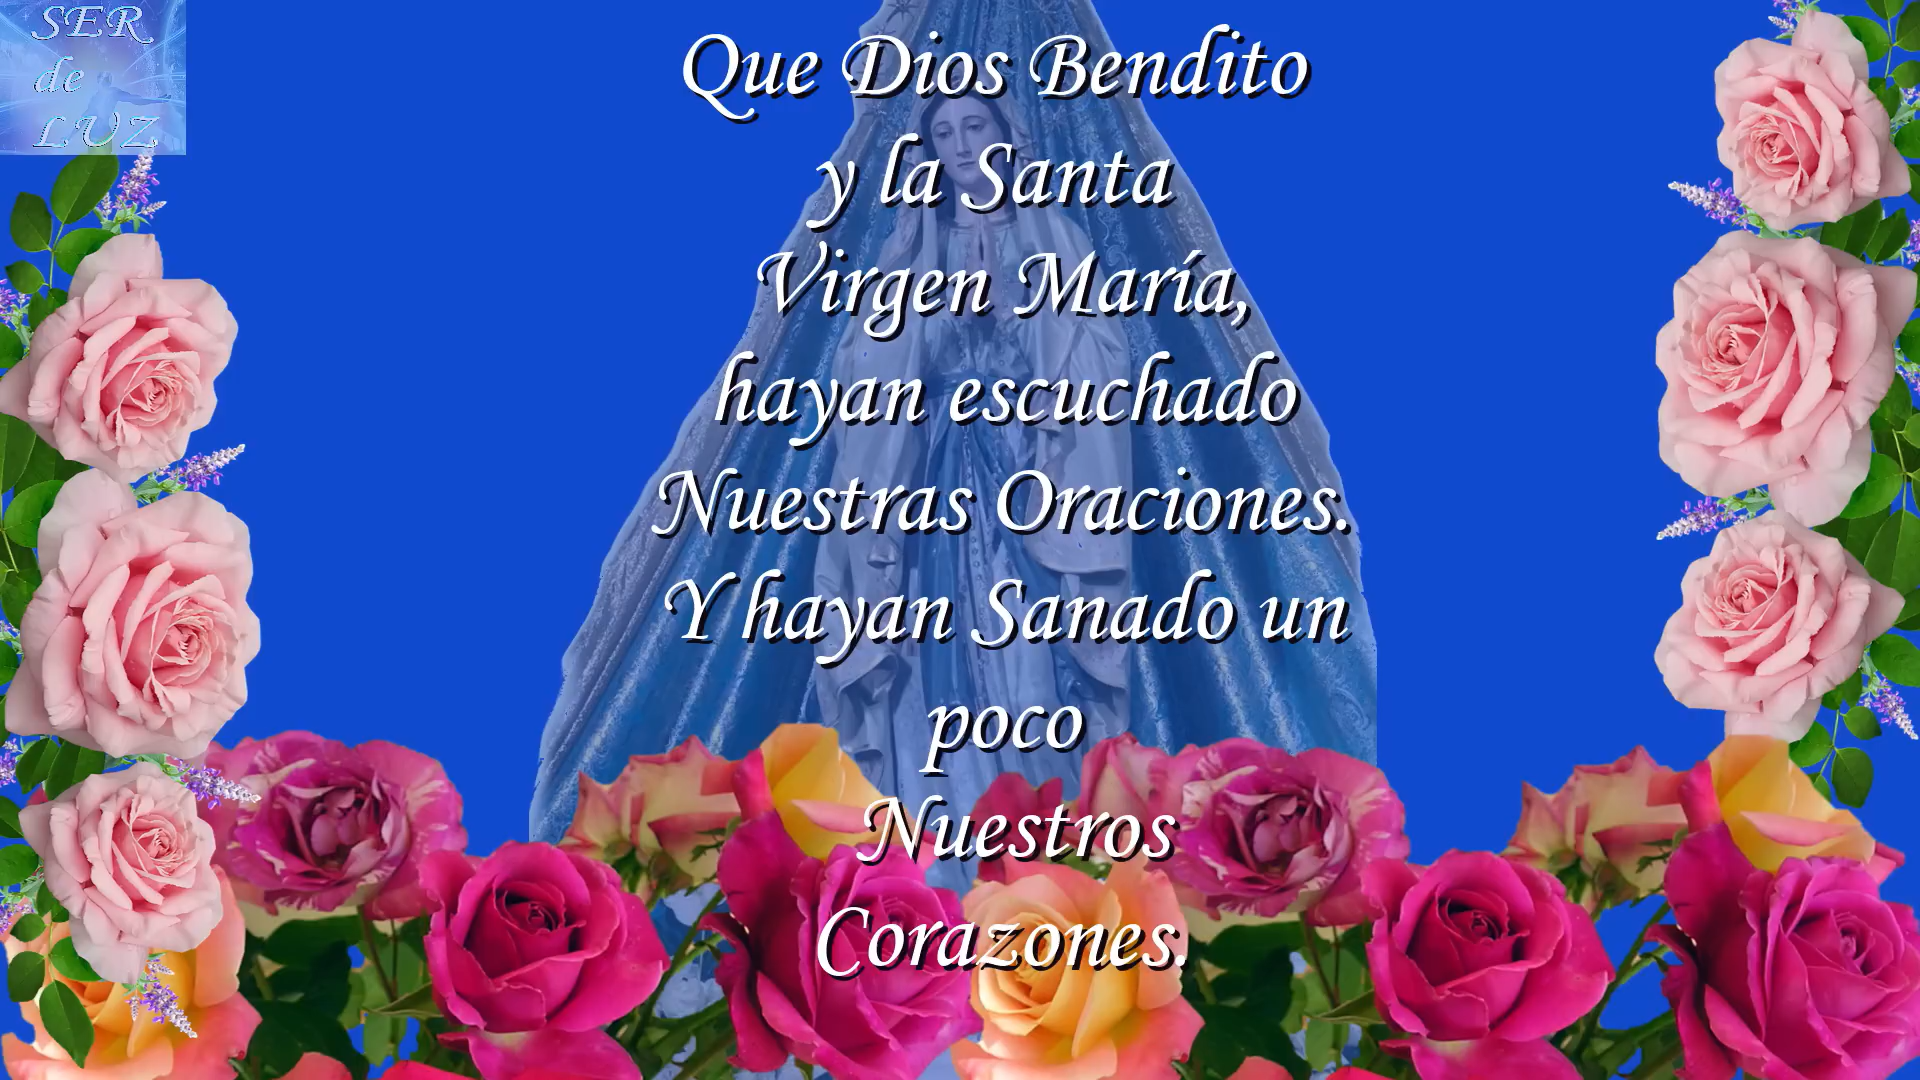 SER
de
LUZ
Que Dios Bendito
y la Santa
Virgen María,
hayan escuchado
Nuestras Oraciones.
Y hayan Sanado un
poco
Nuestros
Corazones.